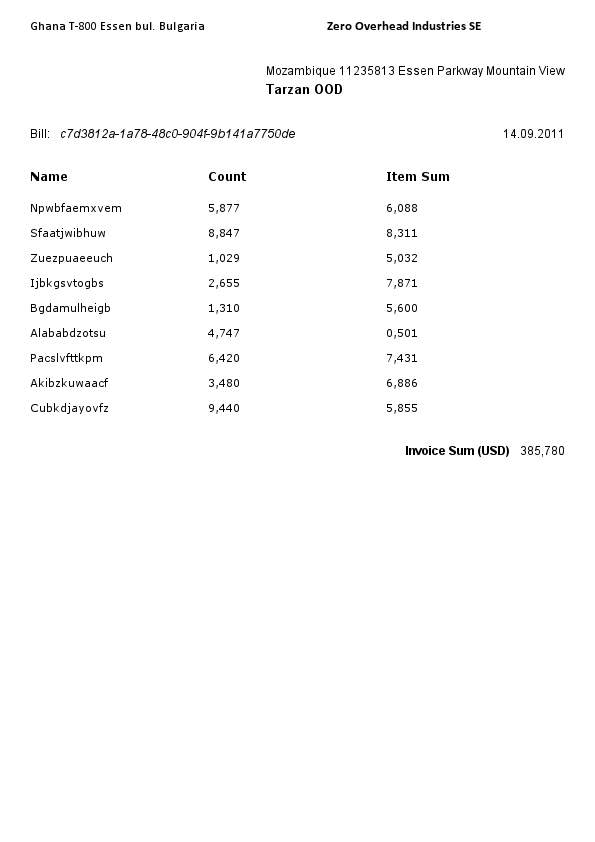 Ghana T-800 Essen bul. Bulgaria Zero Overhead Industries SE
Mozambique 11235813 Essen Parkway Mountain View
Tarzan OOD
Bill: c7d3812a-1a78-48c0-904f-9b141a7750de 14.09.2011
Name Count Item Sum
Npwbfaemxvem 5,877 6,088
Sfaatjwibhuw 8,847 8,311
Zuezpuaeeuch 1,029 5,032
Ijbkgsvtogbs 2,655 7,871
Bgdamulheigb 1,310 5,600
Alababdzotsu 4,747 0,501
Pacslvfttkpm 6,420 7,431
Akibzkuwaacf 3,480 6,886
Cubkdjayovfz 9,440 5,855
Invoice Sum (USD) 385,780